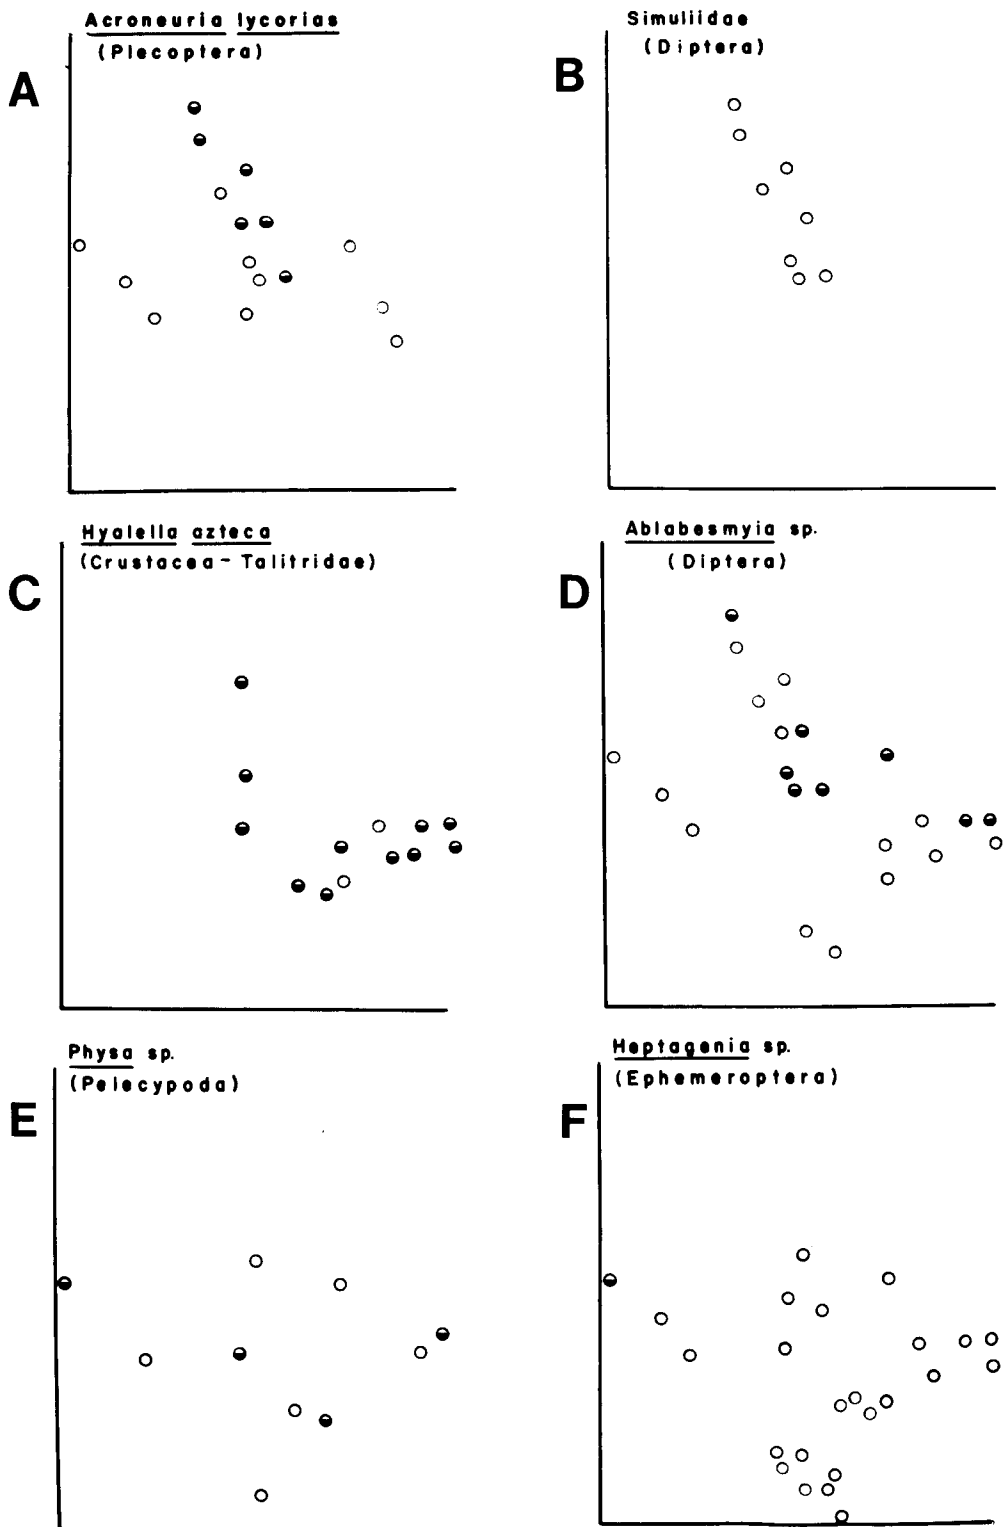 Acroneuria lycorias
(Plecoptera)
A
Simuliidae
(Diptera)
B
Hyalella azteca
(Crustacea-Talitridae)
C
Ablabesmyia sp.
(Diptera)
D
Physa sp.
(Pelecypoda)
E
Heptagenia sp.
(Ephemeroptera)
F